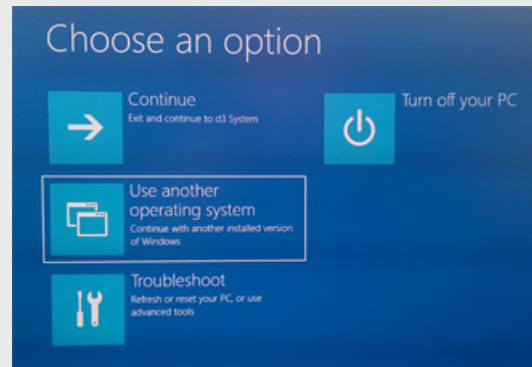 Choose an option
Continue
Exit and continue to d3 System
Turn off your PC
Use another
operating system
Continue with another installed version
of Windows
Troubleshoot
Refresh or reset your PC, or use
advanced tools